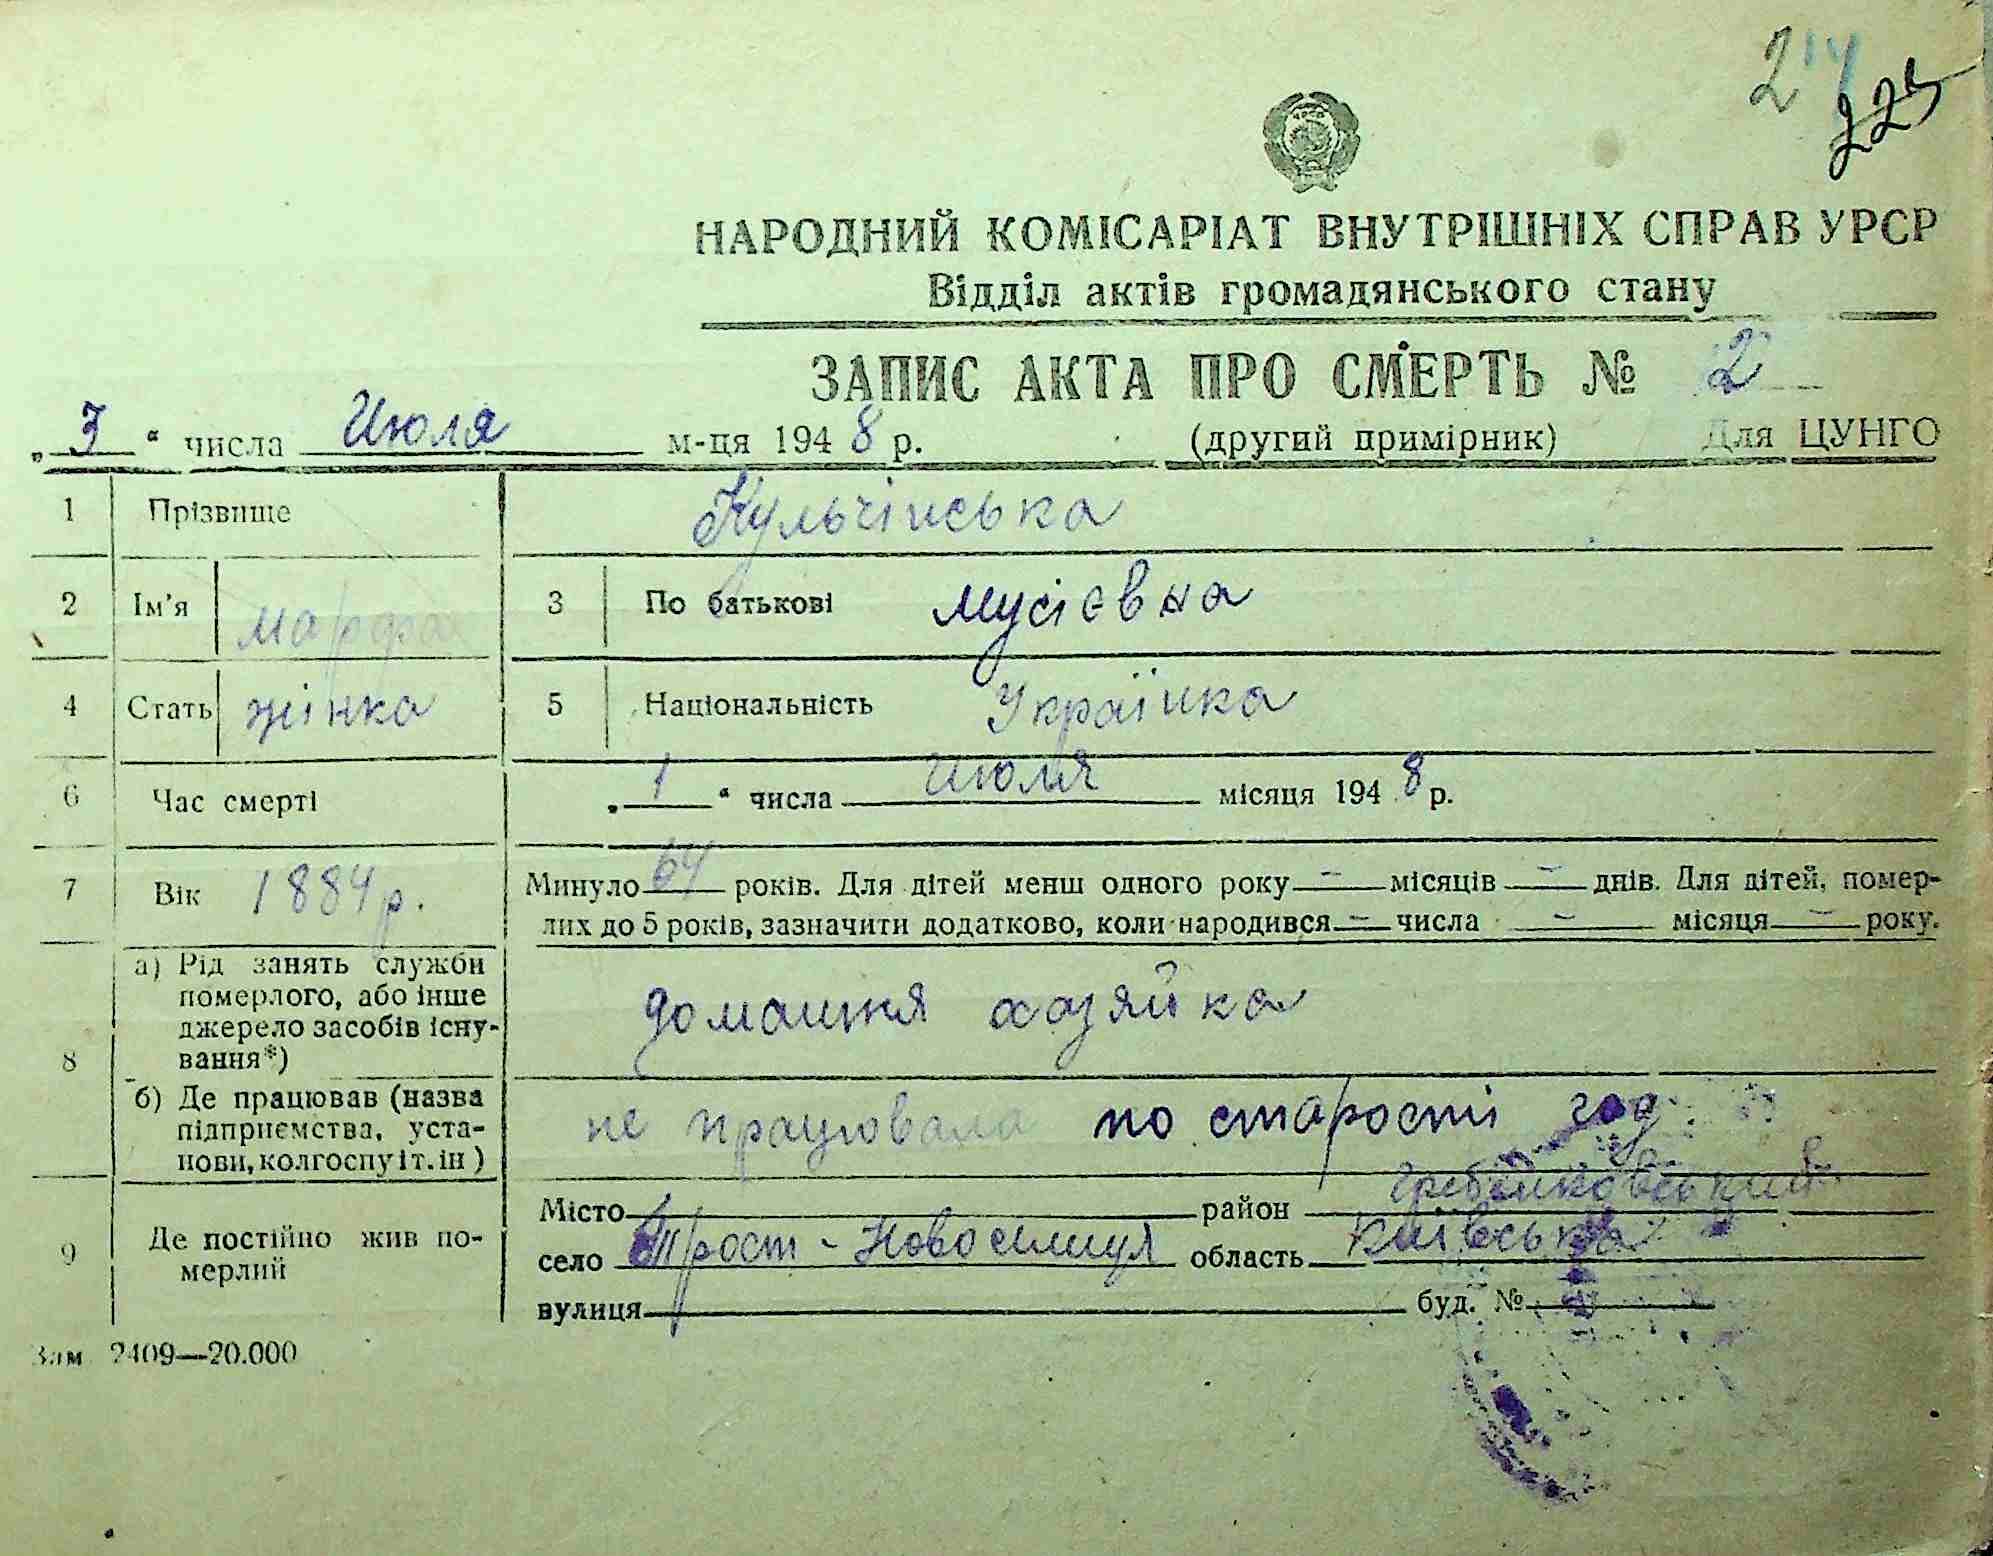 214
225
НАРОДНИЙ КОМІСАРІАТ ВНУТРІШНІХ СПРАВ УРСР
Відділ актів громадянського стану
ЗАПИС АКТА ПРО СМЕРТЬ № 2
„3“ числа Июля м-ця 1948 р. (другий примірник) Для ЦУНГО
1 Прізвище Кульчінська
2 Ім’я марфа 3 По батькові мусієвна
4 Стать жінка 5 Національність Українка
6 Час смерті „1“ числа Июля місяця 1948 р.
7 Вік 1884 р. Минуло 64 років. Для дітей менш одного року – місяців – днів. Для дітей, помер-
лих до 5 років, зазначити додатково, коли народився – числа – місяця – року.
8 а) Рід занять служби
померлого, або інше
джерело засобів існу-
вання*) домашня хазяйка
б) Де працював (назва
підприємства, уста-
нови, колгоспу і т. ін) не працювала по старості год.
9 Де постійно жив по-
мерлий
Місто район Гребінковський
село Трост-Новоселиця область Київська
вулиця буд. №
Зам 2409—20.000